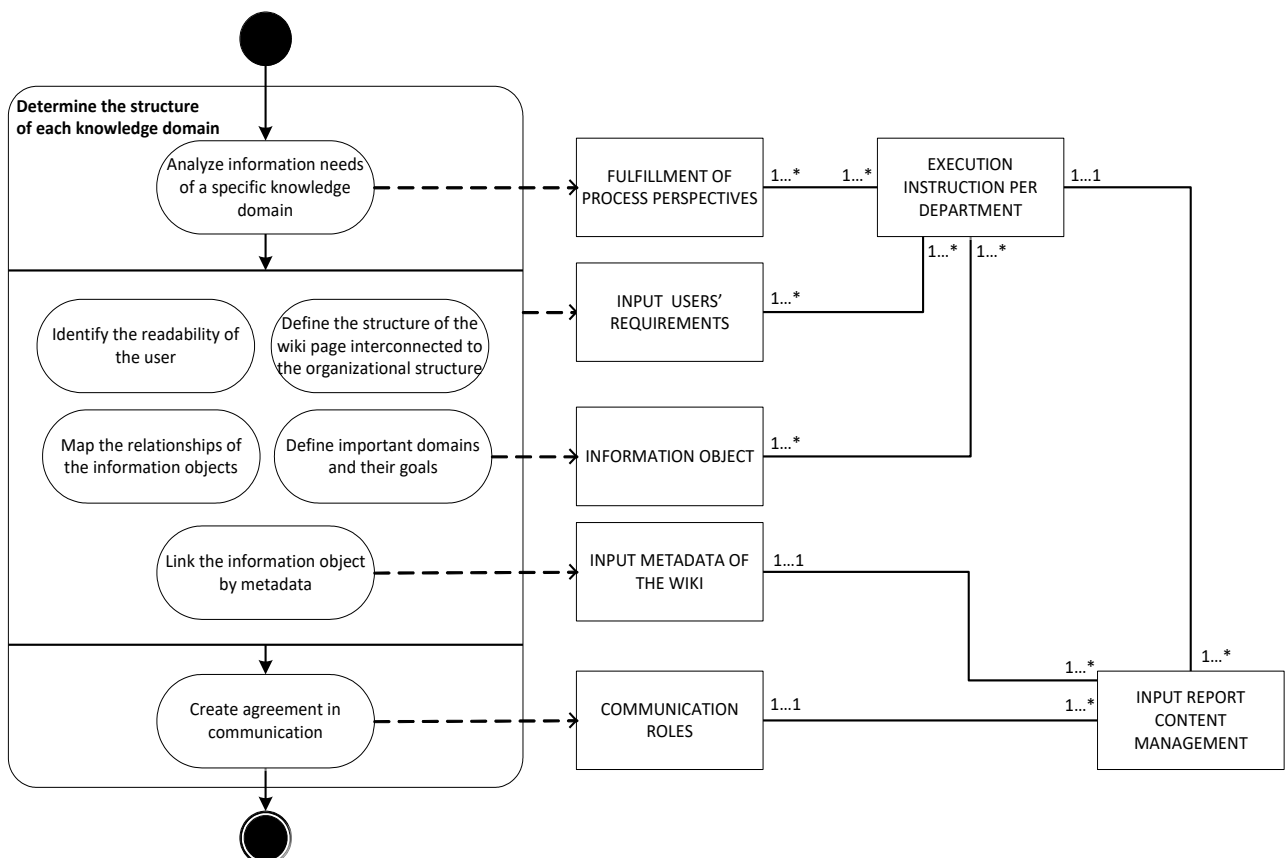 Determine the structure
of each knowledge domain
Analyze information needs
of a specific knowledge
domain
FULFILLMENT OF
PROCESS PERSPECTIVES
1...*
1...*
EXECUTION
INSTRUCTION PER
DEPARTMENT
1...1
1...*
1...*
Identify the readability of
the user
Define the structure of the
wiki page interconnected to
the organizational structure
INPUT  USERS’
REQUIREMENTS
1...*
Map the relationships of
the information objects
Define important domains
and their goals
INFORMATION OBJECT
1...*
Link the information object
by metadata
INPUT METADATA OF
THE WIKI
1...1
1...*
1...*
Create agreement in
communication
COMMUNICATION
ROLES
1...1
1...*
INPUT REPORT
CONTENT
MANAGEMENT